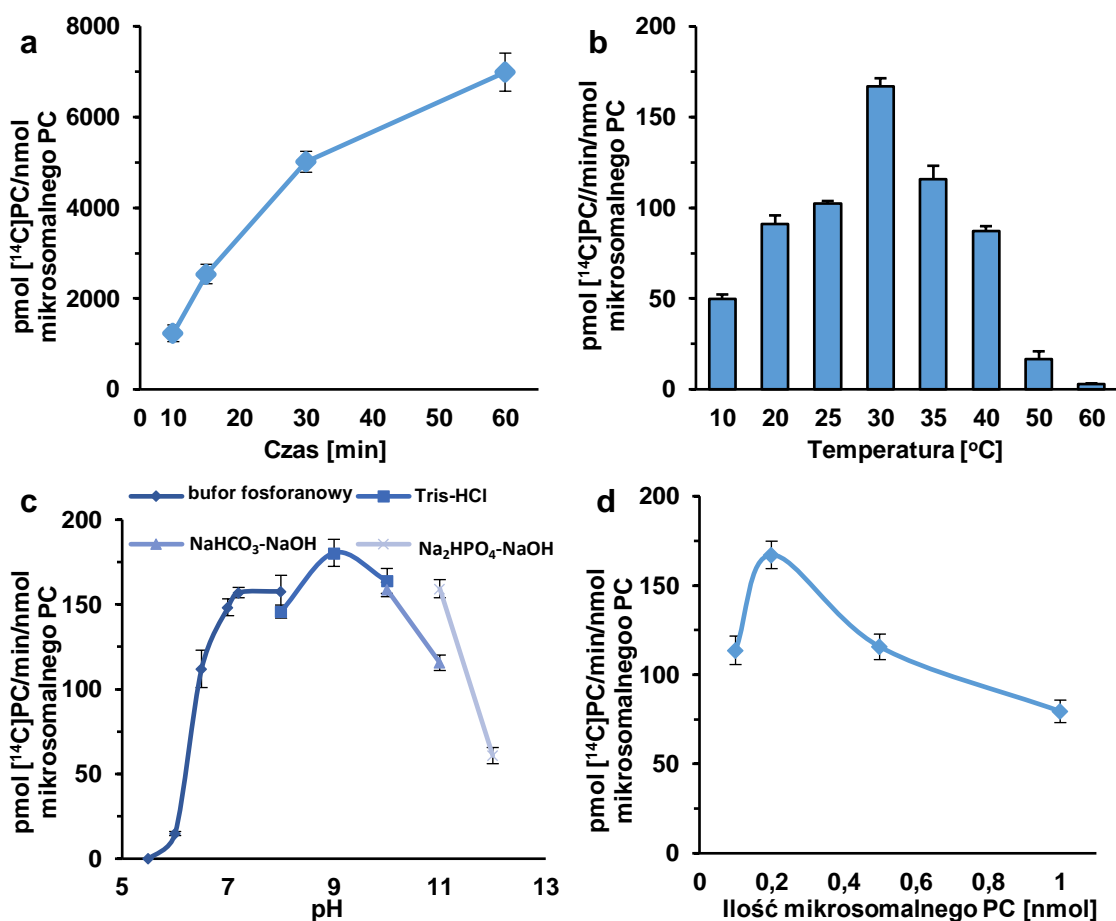 a
8000
6000
4000
2000
0
pmol [¹⁴C]PC/nmol
mikrosomalnego PC
0 10 20 30 40 50 60
Czas [min]
b
200
150
100
50
0
pmol [¹⁴C]PC//min/nmol
mikrosomalnego PC
10 20 25 30 35 40 50 60
Temperatura [°C]
c
bufor fosforanowy
Tris-HCl
NaHCO₃-NaOH
Na₂HPO₄-NaOH
200
150
100
50
0
pmol [¹⁴C]PC/min/nmol
mikrosomalnego PC
5 7 9 11 13
pH
d
200
150
100
50
0
pmol [¹⁴C]PC/min/nmol
mikrosomalnegoo PC
0 0,2 0,4 0,6 0,8 1
Ilość mikrosomalnego PC [nmol]